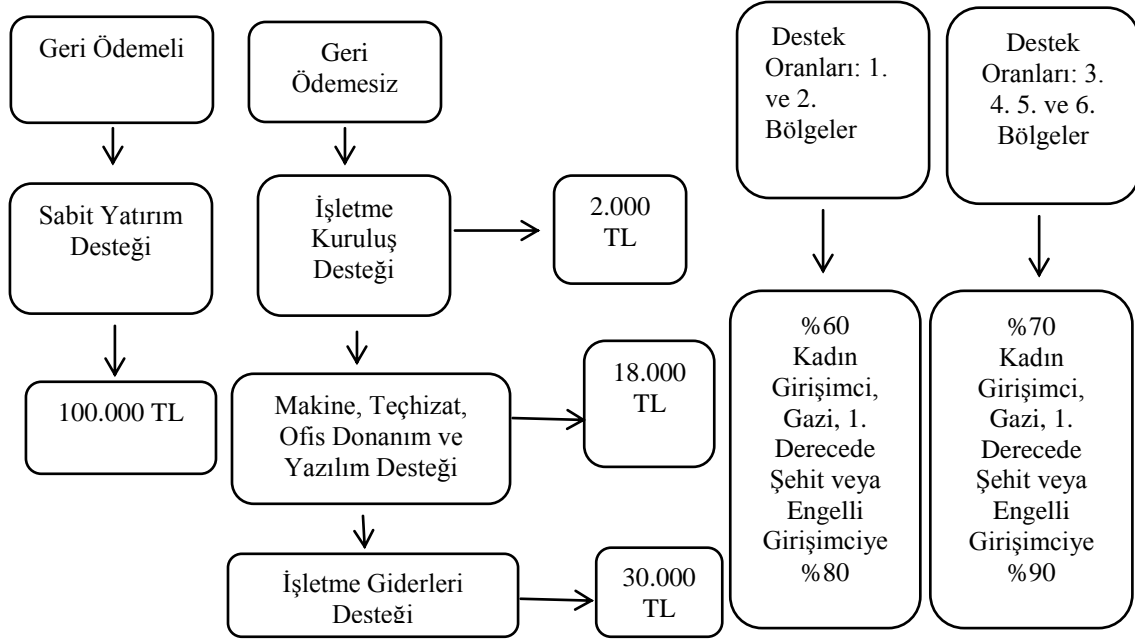 Geri Ödemeli
Geri
Ödemesiz
Destek
Oranları: 1.
ve 2.
Bölgeler
Destek
Oranları: 3.
4. 5. ve 6.
Bölgeler
Sabit Yatırım
Desteği
İşletme
Kuruluş
Desteği
2.000
TL
100.000 TL
Makine, Teçhizat,
Ofis Donanım ve
Yazılım Desteği
18.000
TL
İşletme Giderleri
Desteği
30.000
TL
%60
Kadın
Girişimci,
Gazi, 1.
Derecede
Şehit veya
Engelli
Girişimciye
%80
%70
Kadın
Girişimci,
Gazi, 1.
Derecede
Şehit veya
Engelli
Girişimciye
%90